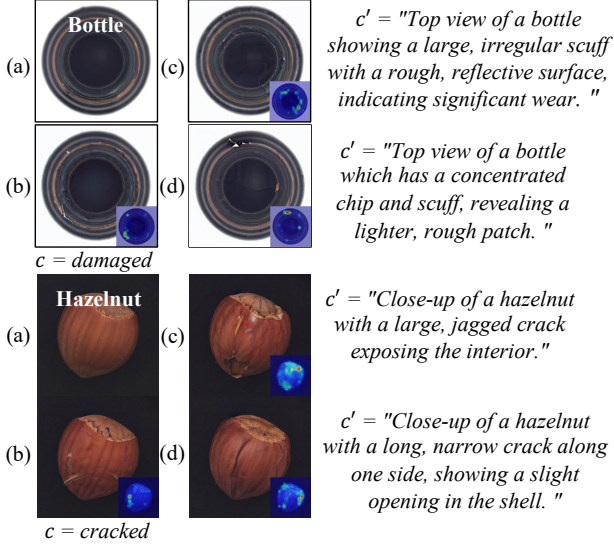 Bottle
(a)
(c)
c′ = "Top view of a bottle
showing a large, irregular scuff
with a rough, reflective surface,
indicating significant wear. "
(b)
(d)
c′ = "Top view of a bottle
which has a concentrated
chip and scuff, revealing a
lighter, rough patch. "
c = damaged
Hazelnut
(a)
(c)
c′ = "Close-up of a hazelnut
with a large, jagged crack
exposing the interior."
(b)
(d)
c′ = "Close-up of a hazelnut
with a long, narrow crack along
one side, showing a slight
opening in the shell. "
c = cracked